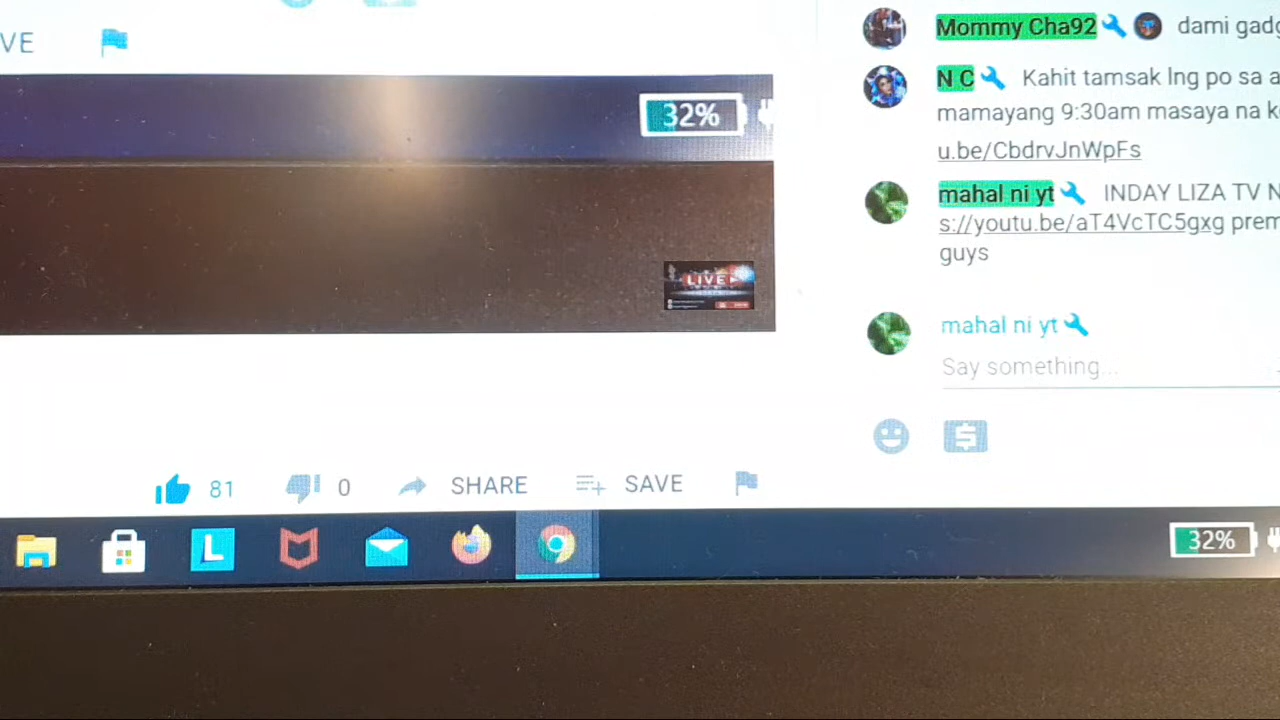 VE
32%
LIVE
81
0
SHARE
SAVE
Mommy Cha92 dami gadg
N C Kahit tamsak lng po sa a
mamayang 9:30am masaya na k
u.be/CbdrvJnWpFs
mahal ni yt INDAY LIZA TV N
s://youtu.be/aT4VcTC5gxg prem
guys
mahal ni yt
Say something...
L
32%